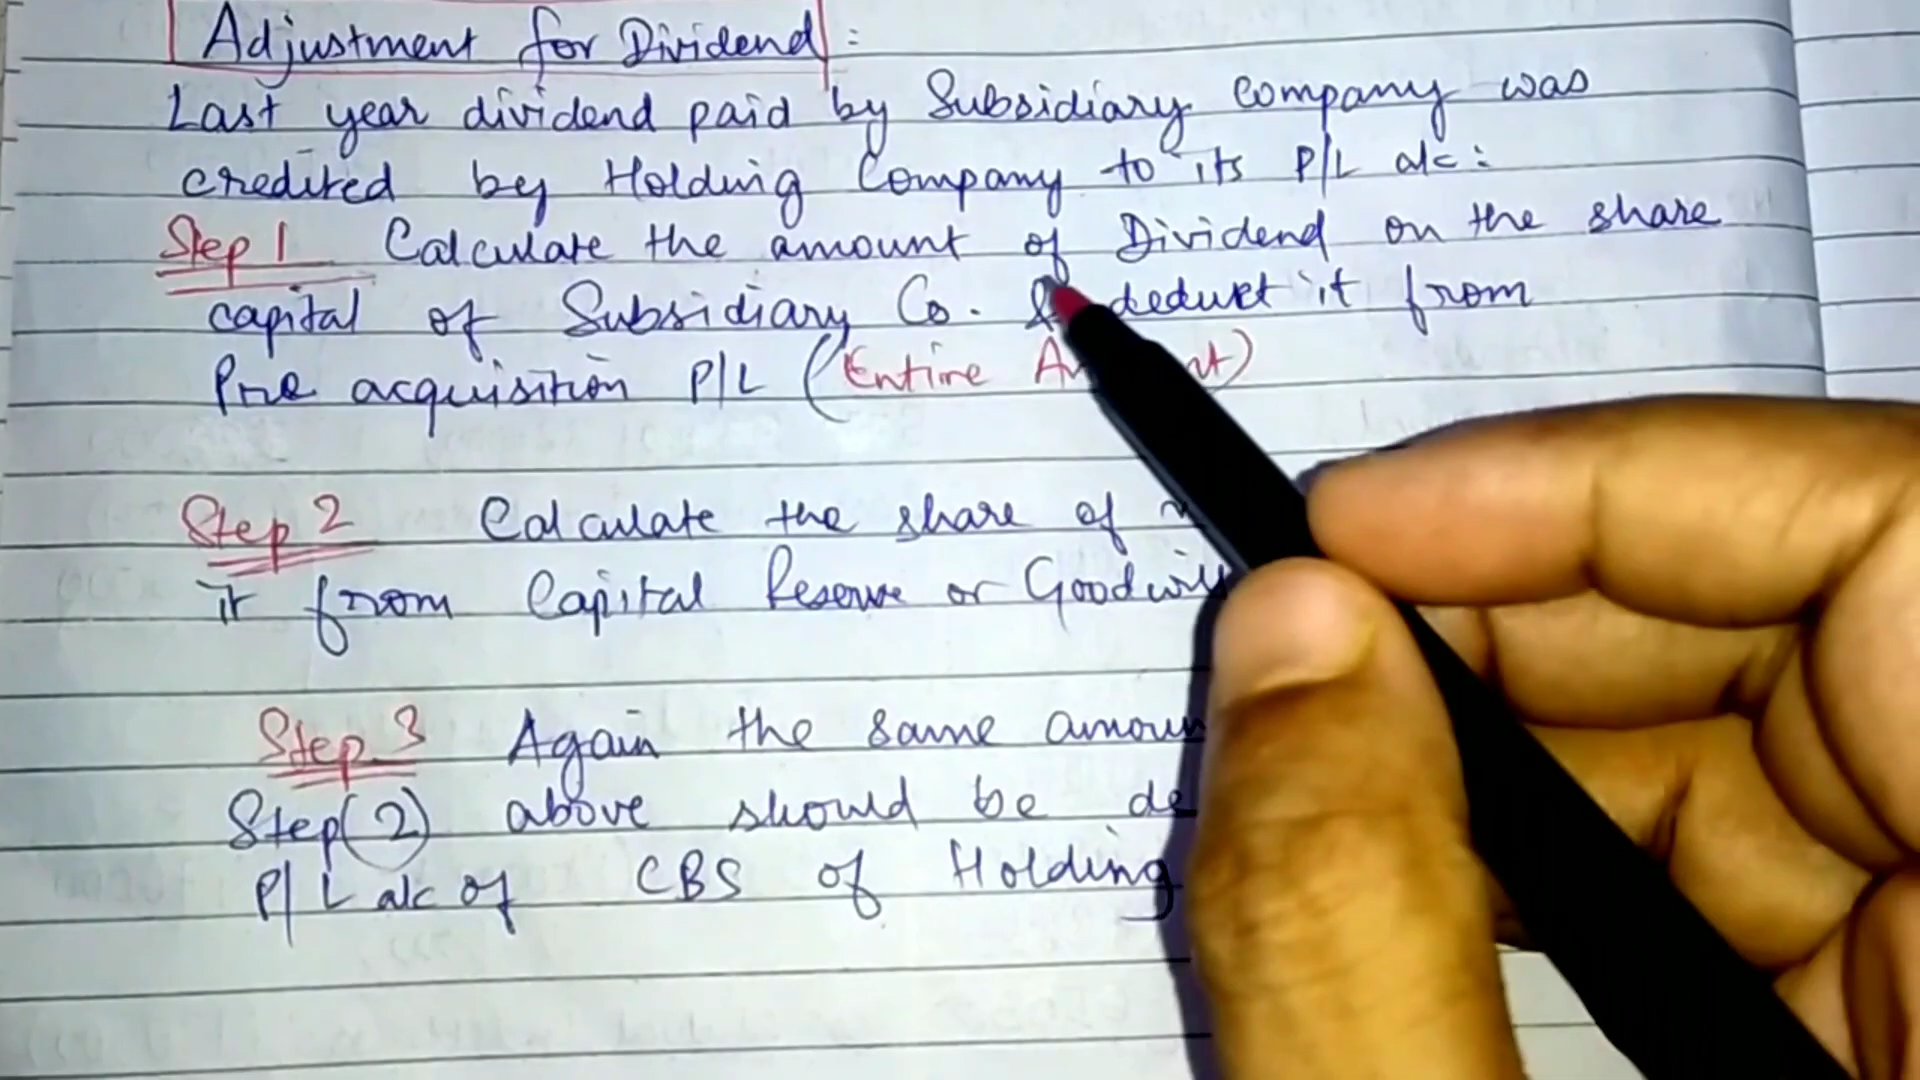 Adjustment for Dividend :
Last year dividend paid by Subsidiary Company was
credited by Holding Company to its P/L a/c :
Step 1 Calculate the amount of Dividend on the share
capital of Subsidiary Co. & deduct it from
Pre acquisition P/L (Entire
Step 2 Calculate the share of
it from Capital Reserve or Goodwill
Step 3 Again the same
Step (2) above should be
P/L a/c of CBS of Holding